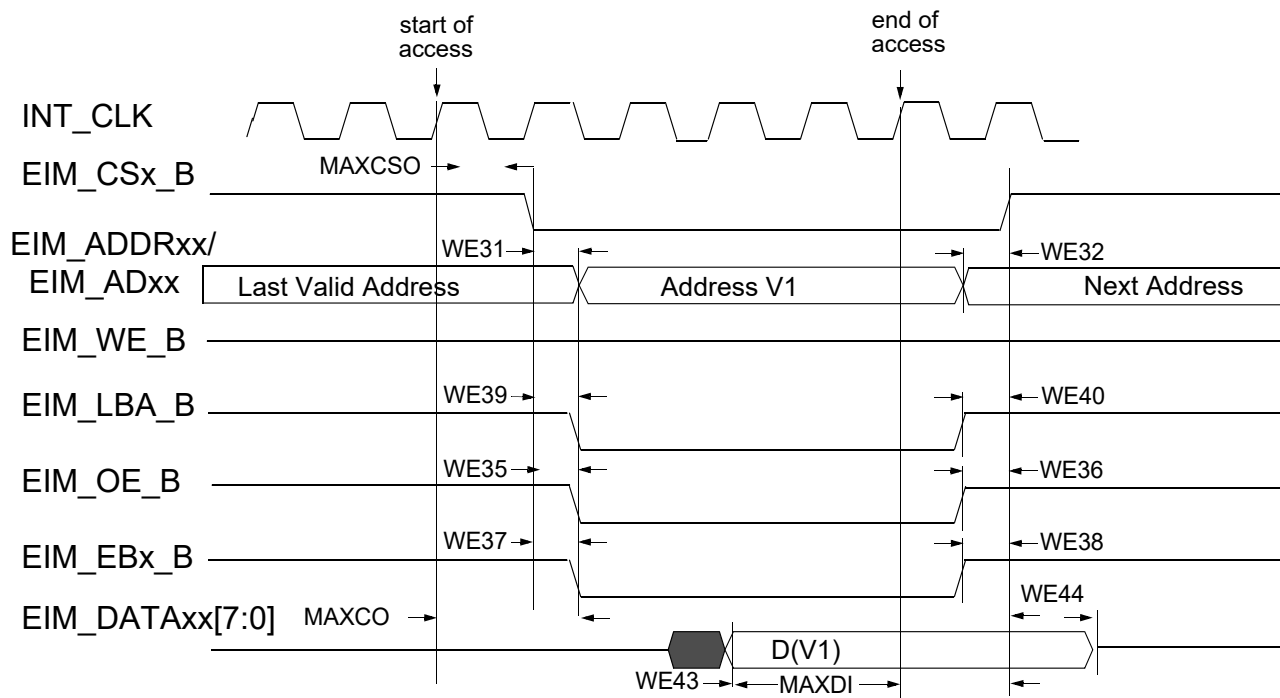 start of
access
end of
access
INT_CLK
MAXCSO
EIM_CSx_B
EIM_ADDRxx/
WE31
WE32
EIM_ADxx
Last Valid Address
Address V1
Next Address
EIM_WE_B
WE39
WE40
EIM_LBA_B
WE35
WE36
EIM_OE_B
WE37
WE38
EIM_EBx_B
WE44
EIM_DATAxx[7:0]
MAXCO
D(V1)
WE43
MAXDI